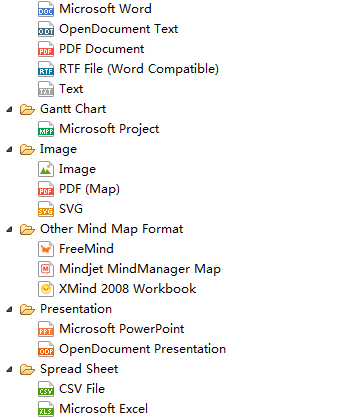 DOC Microsoft Word
ODT OpenDocument Text
PDF PDF Document
RTF RTF File (Word Compatible)
TXT Text
Gantt Chart
MPP Microsoft Project
Image
Image
PDF PDF (Map)
SVG SVG
Other Mind Map Format
FreeMind
M Mindjet MindManager Map
XMind 2008 Workbook
Presentation
PPT Microsoft PowerPoint
ODP OpenDocument Presentation
Spread Sheet
CSV CSV File
XLS Microsoft Excel